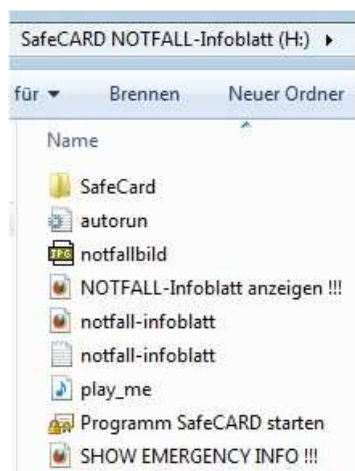 SafeCARD NOTFALL-Infoblatt (H:)
für Brennen Neuer Ordner
Name
SafeCard
autorun
JPG notfallbild
NOTFALL-Infoblatt anzeigen !!!
notfall-infoblatt
notfall-infoblatt
play_me
Programm SafeCARD starten
SHOW EMERGENCY INFO !!!